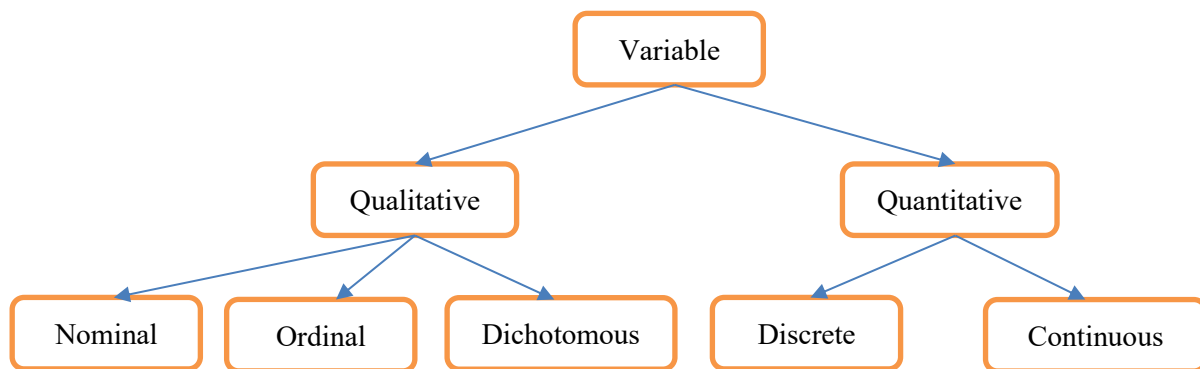 Variable
Qualitative
Quantitative
Nominal
Ordinal
Dichotomous
Discrete
Continuous